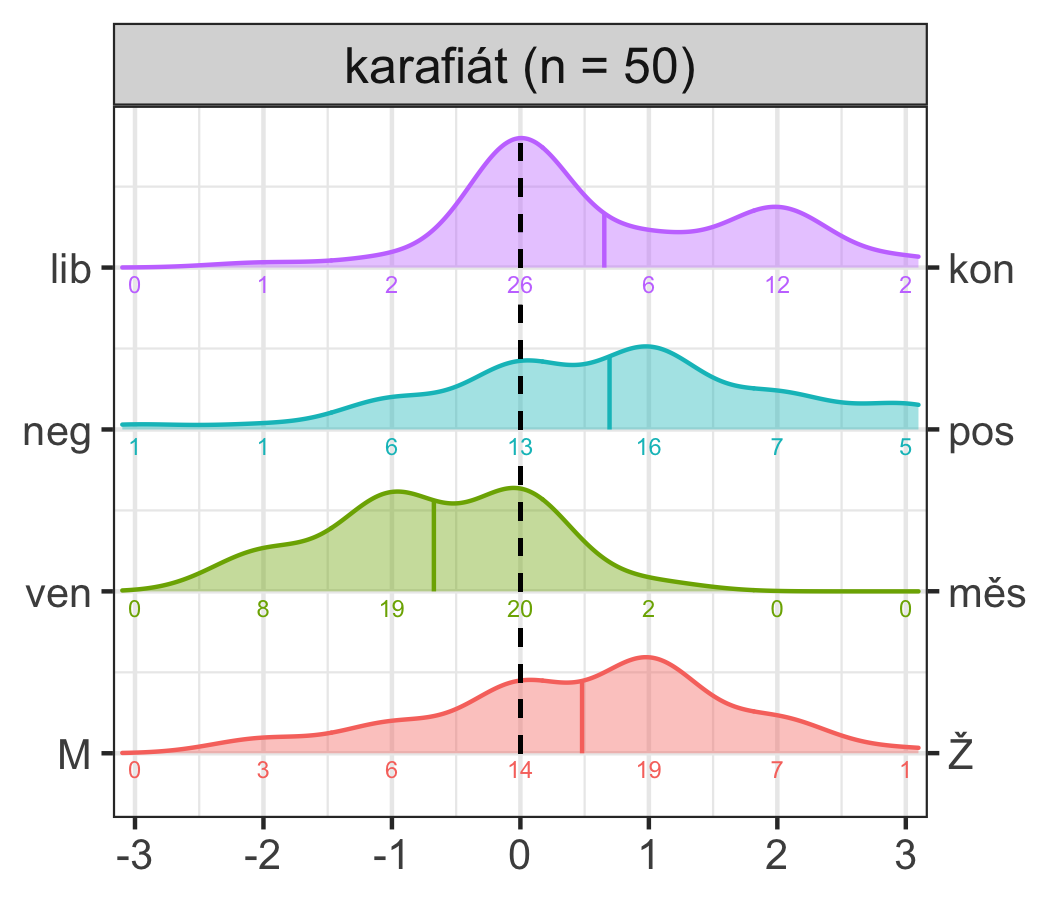 karafiát (n = 50)
lib kon
0 1 2 26 6 12 2
neg pos
1 1 6 13 16 7 5
ven měs
0 8 19 20 2 0 0
M Ž
0 3 6 14 19 7 1
-3 -2 -1 0 1 2 3